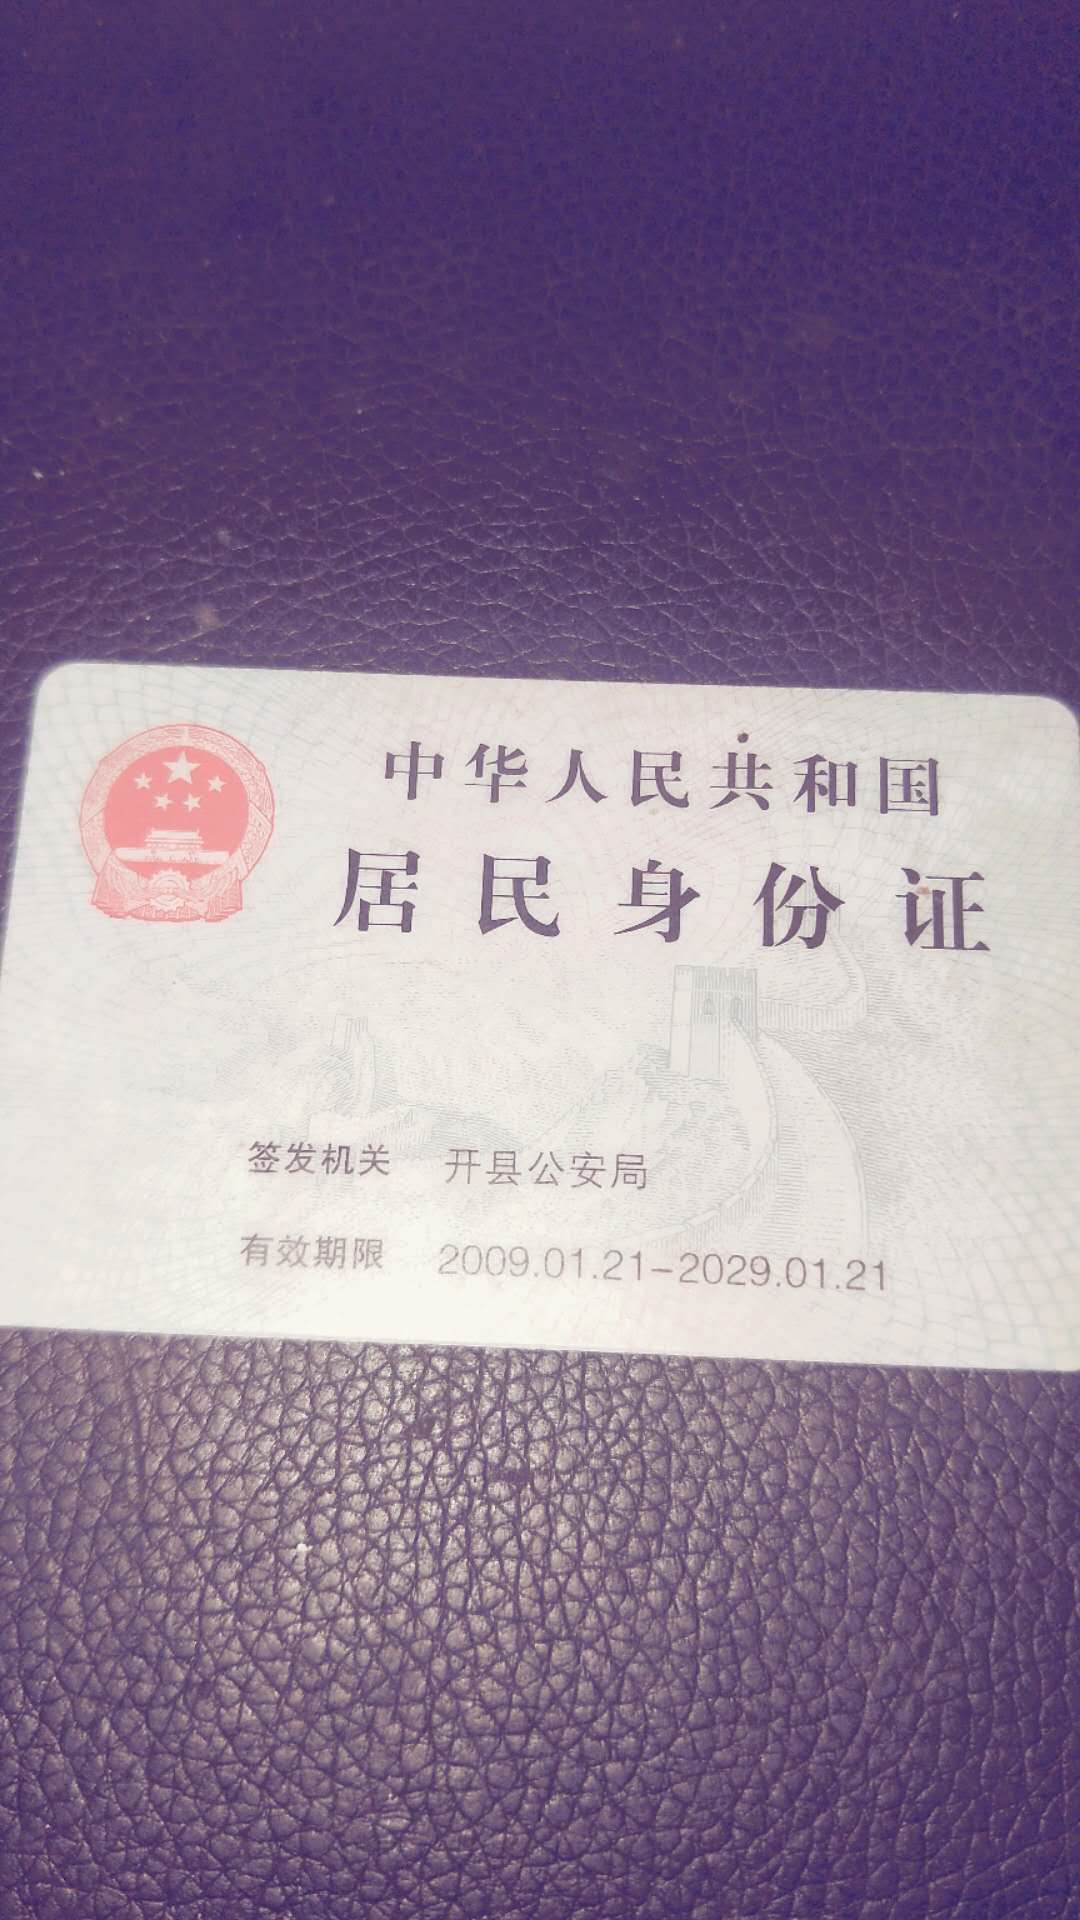 中华人民共和国
居民身份证
签发机关 开县公安局
有效期限 2009.01.21-2029.01.21